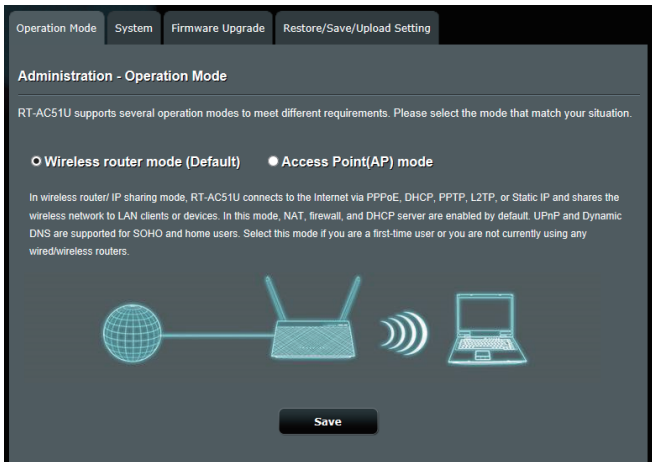 Operation Mode System Firmware Upgrade Restore/Save/Upload Setting
Administration - Operation Mode
RT-AC51U supports several operation modes to meet different requirements. Please select the mode that match your situation.
Wireless router mode (Default) Access Point(AP) mode
In wireless router/ IP sharing mode, RT-AC51U connects to the Internet via PPPoE, DHCP, PPTP, L2TP, or Static IP and shares the
wireless network to LAN clients or devices. In this mode, NAT, firewall, and DHCP server are enabled by default. UPnP and Dynamic
DNS are supported for SOHO and home users. Select this mode if you are a first-time user or you are not currently using any
wired/wireless routers.
Save